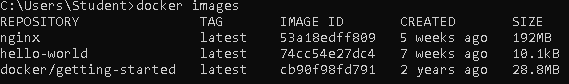 C:\Users\Student>docker images
REPOSITORY TAG IMAGE ID CREATED SIZE
nginx latest 53a18edff809 5 weeks ago 192MB
hello-world latest 74cc54e27dc4 7 weeks ago 10.1kB
docker/getting-started latest cb90f98fd791 2 years ago 28.8MB